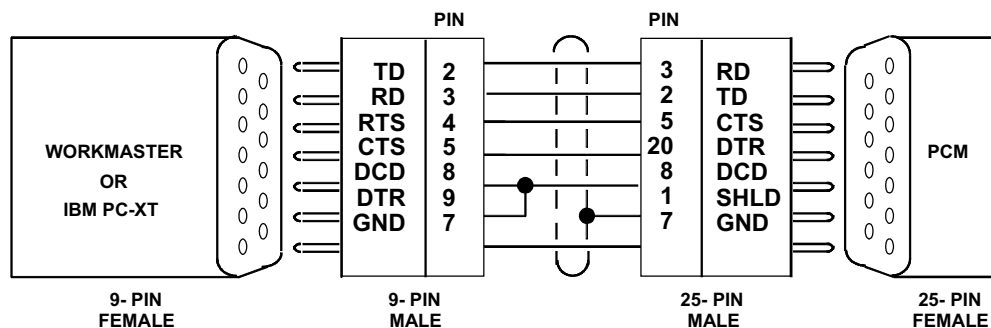 PIN PIN
TD 2 3 RD
RD 3 2 TD
RTS 4 5 CTS
WORKMASTER
OR
IBM PC-XT
CTS 5 20 DTR
DCD 8 8 DCD
DTR 9 1 SHLD
GND 7 7 GND
PCM
9- PIN
FEMALE
9- PIN
MALE
25- PIN
MALE
25- PIN
FEMALE